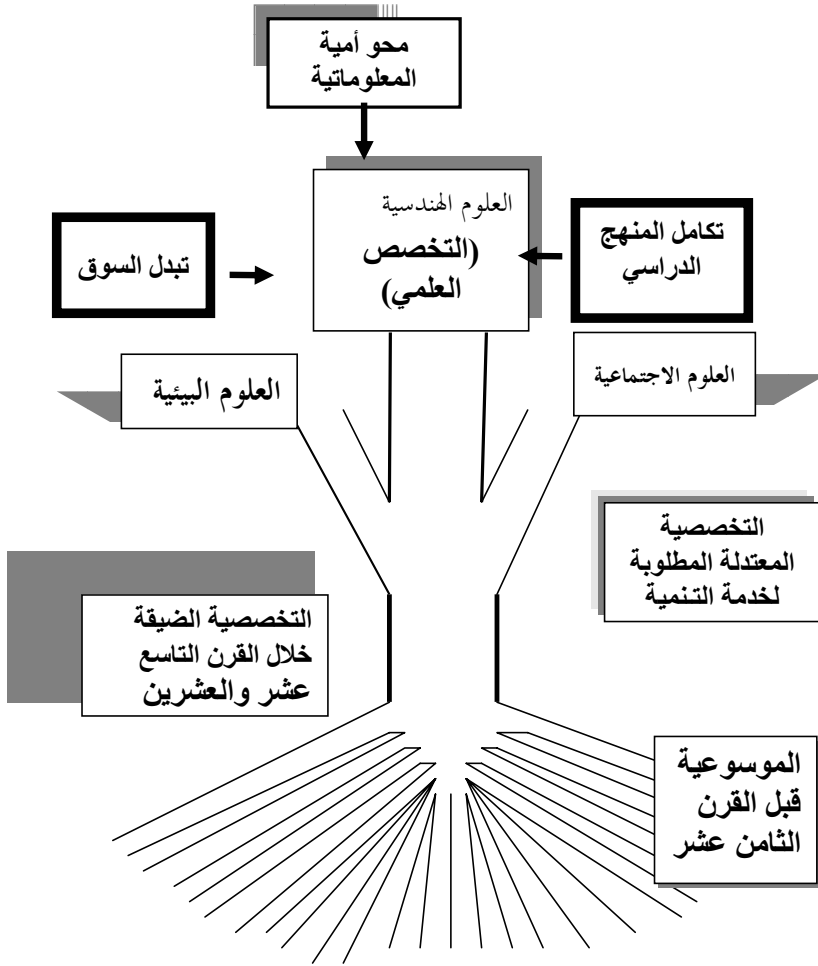 محو أمية
المعلوماتية
العلوم الهندسية
(التخصص
العلمي)
تكامل المنهج
الدراسي
تبدل السوق
العلوم الاجتماعية
العلوم البيئية
التخصصية
المعتدلة المطلوبة
لخدمة التنمية
التخصصية الضيقة
خلال القرن التاسع
عشر والعشرين
الموسوعية
قبل القرن
الثامن عشر